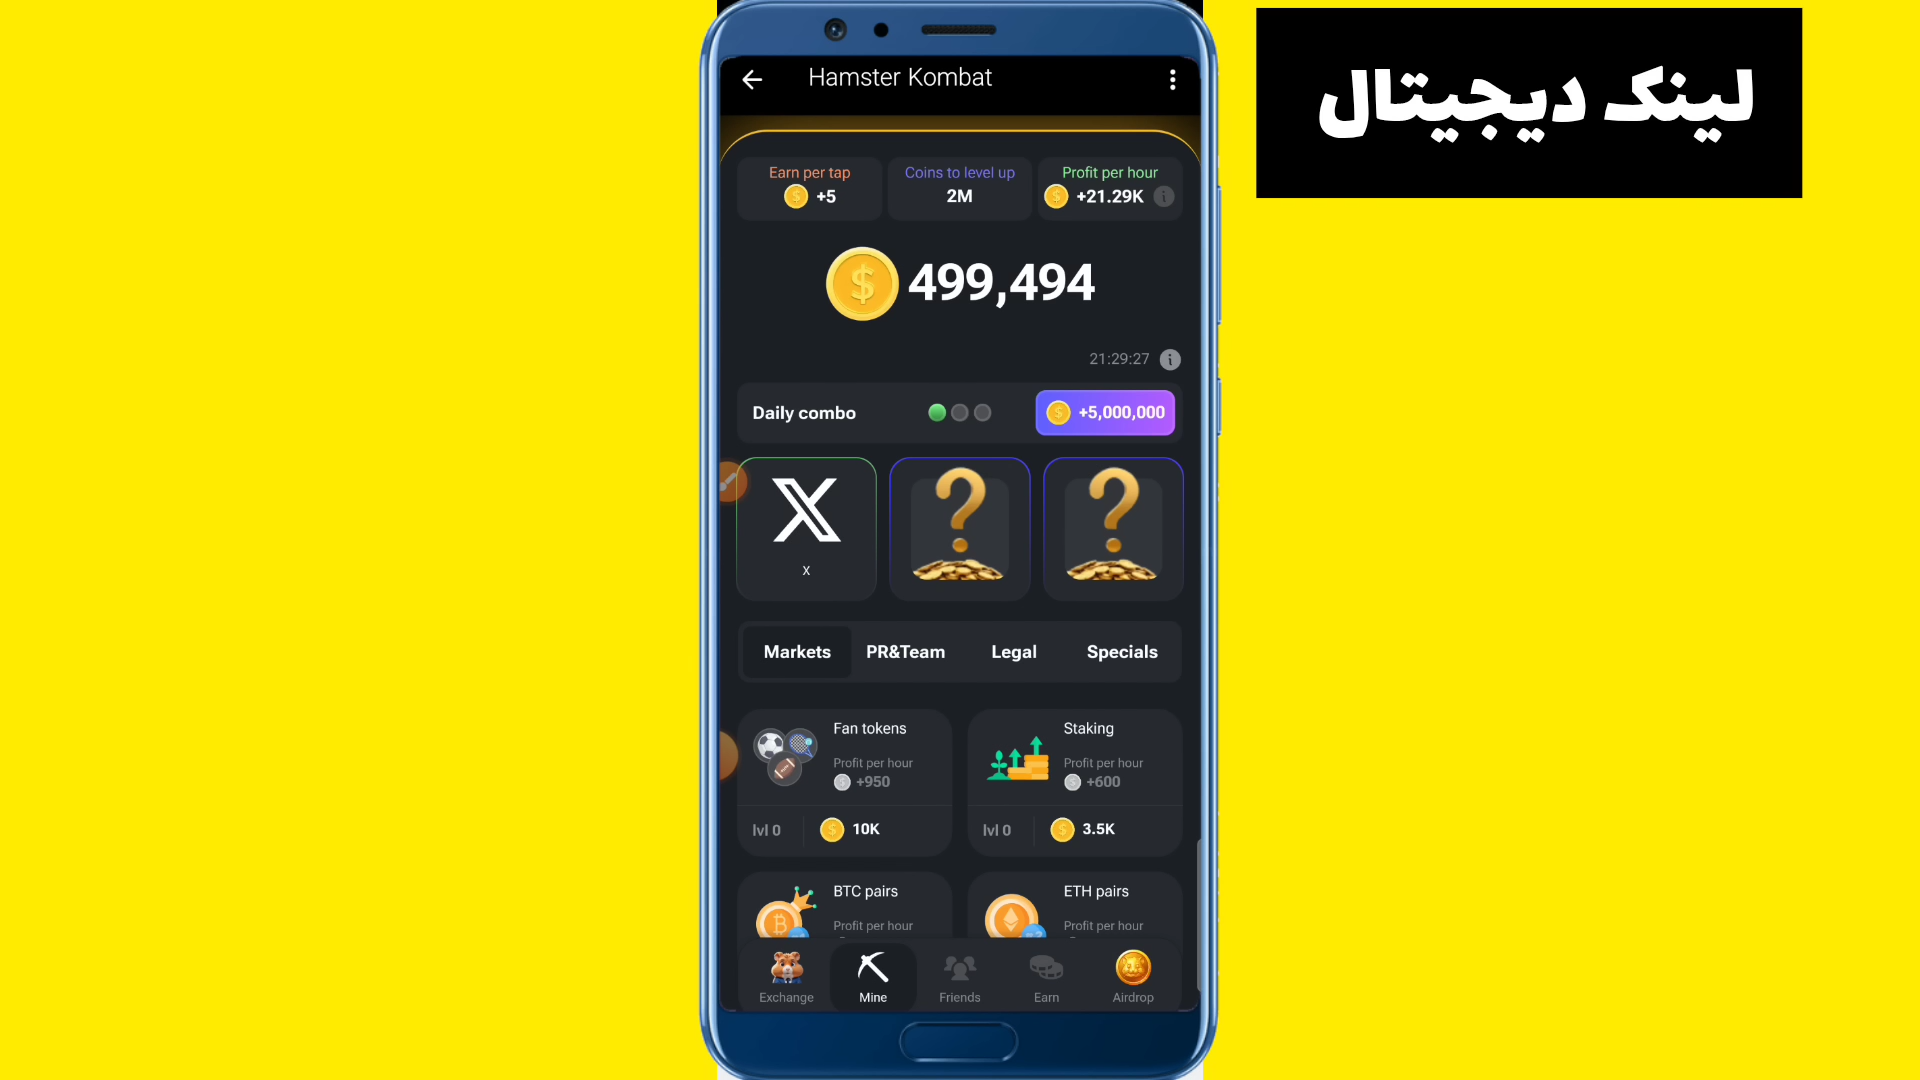 Hamster Kombat
لینک دیجیتال
Earn per tap
+5
Coins to level up
2M
Profit per hour
+21.29K
499,494
21:29:27
Daily combo
+5,000,000
x
Markets
PR&Team
Legal
Specials
Fan tokens
Profit per hour
+950
lvl 0
10K
Staking
Profit per hour
+600
lvl 0
3.5K
BTC pairs
Profit per hour
ETH pairs
Profit per hour
Exchange
Mine
Friends
Earn
Airdrop